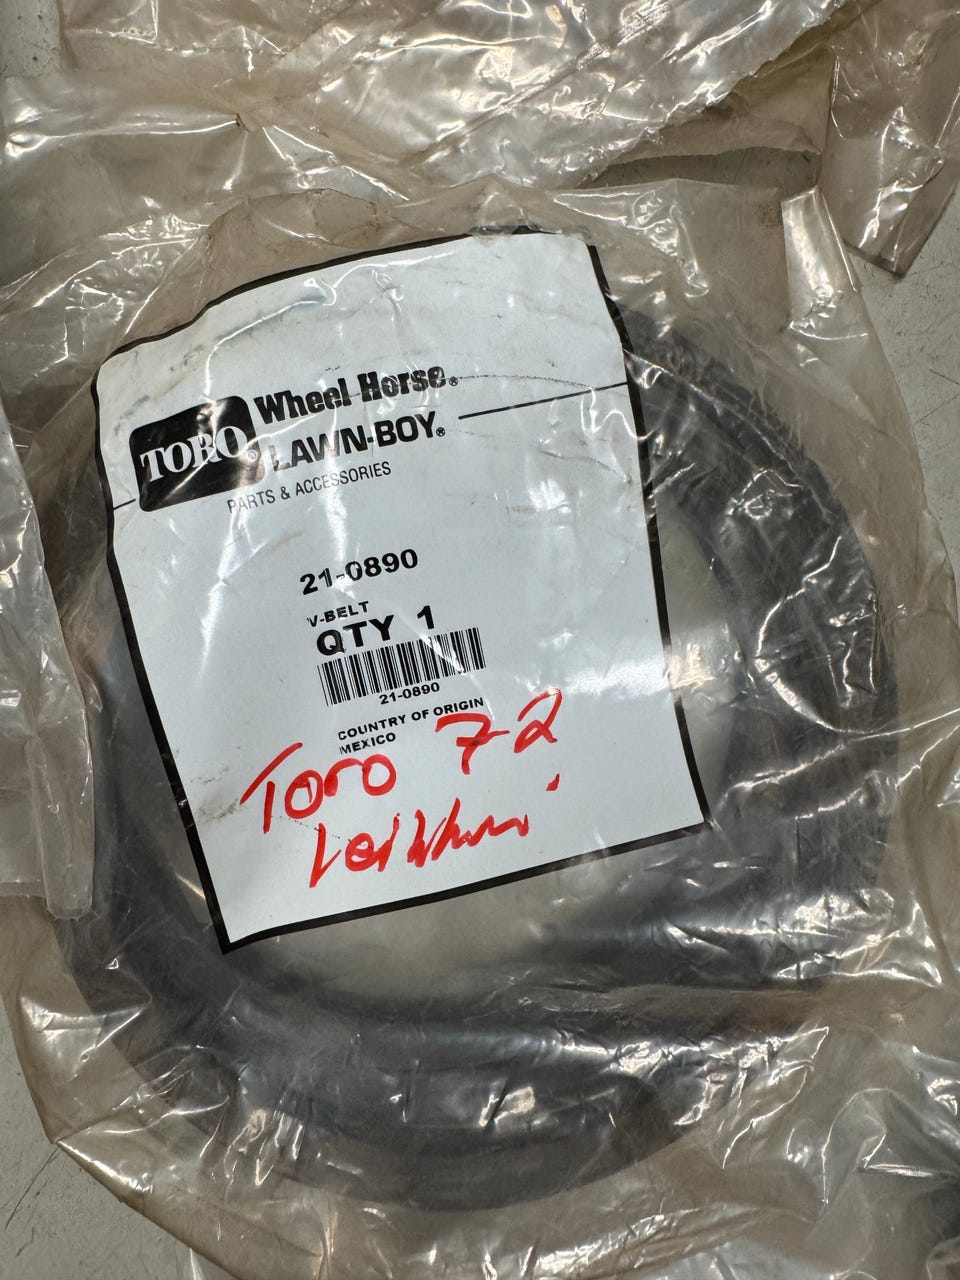 TORO®
Wheel Horse®
LAWN-BOY®
PARTS & ACCESSORIES
21-0890
V-BELT
QTY 1
21-0890
COUNTRY OF ORIGIN
MEXICO
Toro 72